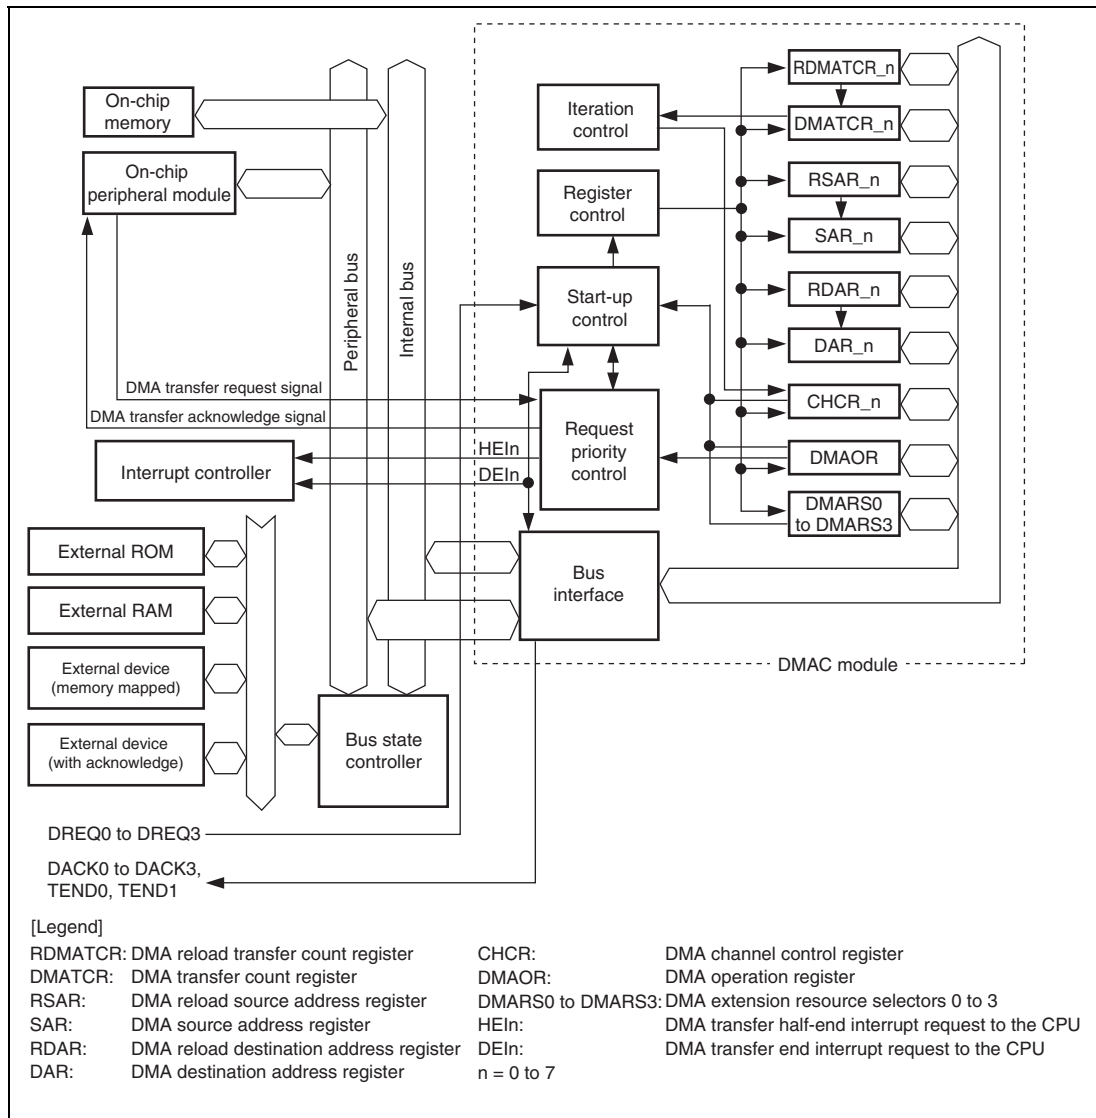 On-chip
memory
On-chip
peripheral module
Peripheral bus
Internal bus
Iteration
control
Register
control
Start-up
control
Request
priority
control
Bus
interface
RDMATCR_n
DMATCR_n
RSAR_n
SAR_n
RDAR_n
DAR_n
CHCR_n
DMAOR
DMARS0
to DMARS3
DMA transfer request signal
DMA transfer acknowledge signal
HEIn
DEIn
Interrupt controller
External ROM
External RAM
External device
(memory mapped)
External device
(with acknowledge)
Bus state
controller
DMAC module
DREQ0 to DREQ3
DACK0 to DACK3,
TEND0, TEND1
[Legend]
RDMATCR: DMA reload transfer count register
DMATCR: DMA transfer count register
RSAR: DMA reload source address register
SAR: DMA source address register
RDAR: DMA reload destination address register
DAR: DMA destination address register
CHCR: DMA channel control register
DMAOR: DMA operation register
DMARS0 to DMARS3: DMA extension resource selectors 0 to 3
HEIn: DMA transfer half-end interrupt request to the CPU
DEIn: DMA transfer end interrupt request to the CPU
n = 0 to 7